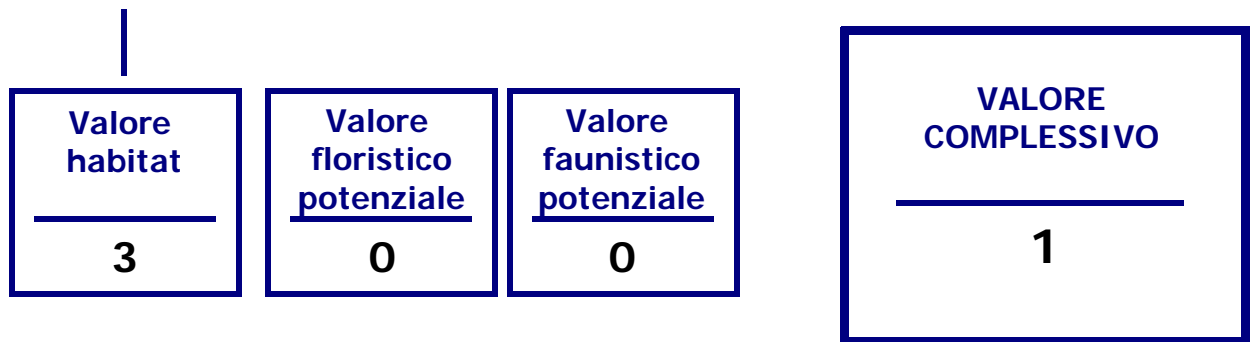 Valore
habitat
3
Valore
floristico
potenziale
0
Valore
faunistico
potenziale
0
VALORE
COMPLESSIVO
1